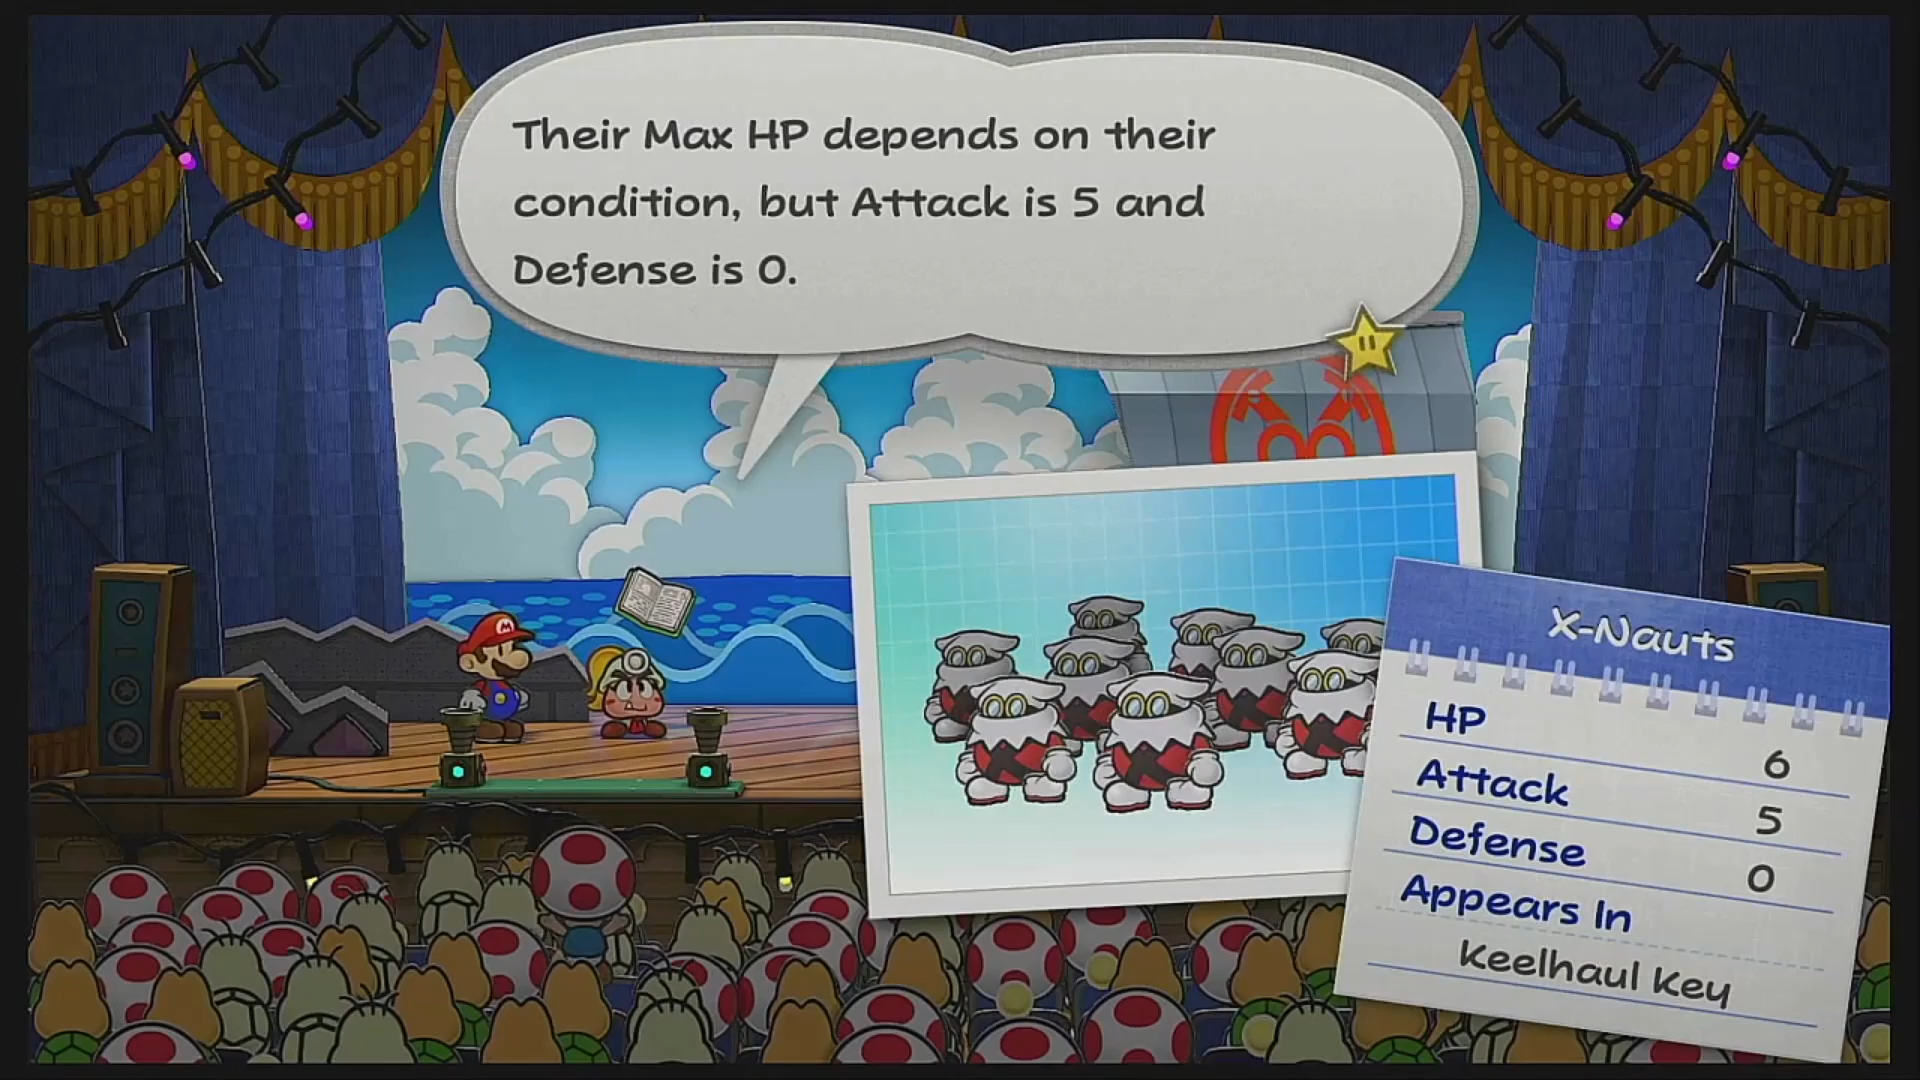 Their Max HP depends on their
condition, but Attack is 5 and
Defense is 0.
X-Nauts
HP 6
Attack 5
Defense 0
Appears In
Keelhaul Key